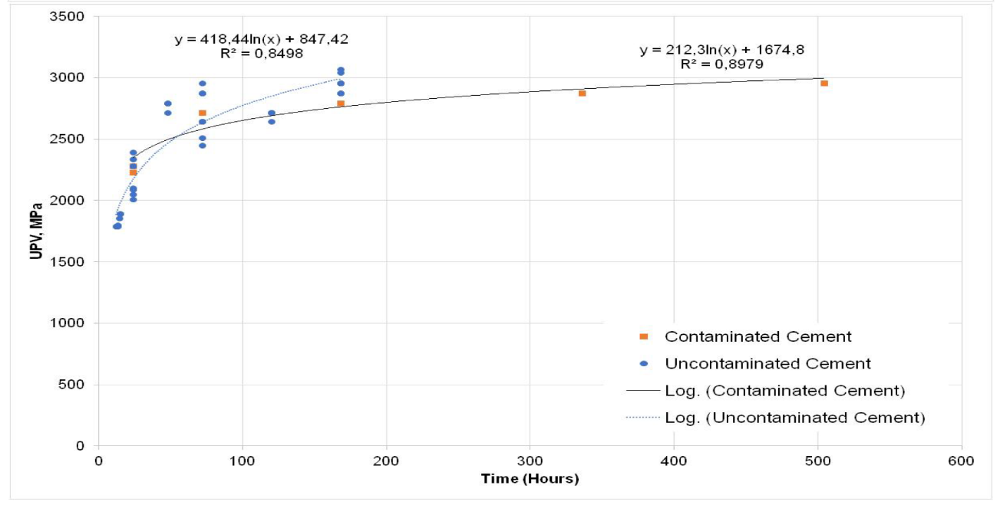 3500
3000
2500
2000
1500
1000
500
0
UPV, MPa
y = 418,44ln(x) + 847,42
R² = 0,8498
y = 212,3ln(x) + 1674,8
R² = 0,8979
Contaminated Cement
Uncontaminated Cement
Log. (Contaminated Cement)
Log. (Uncontaminated Cement)
0 100 200 300 400 500 600
Time (Hours)